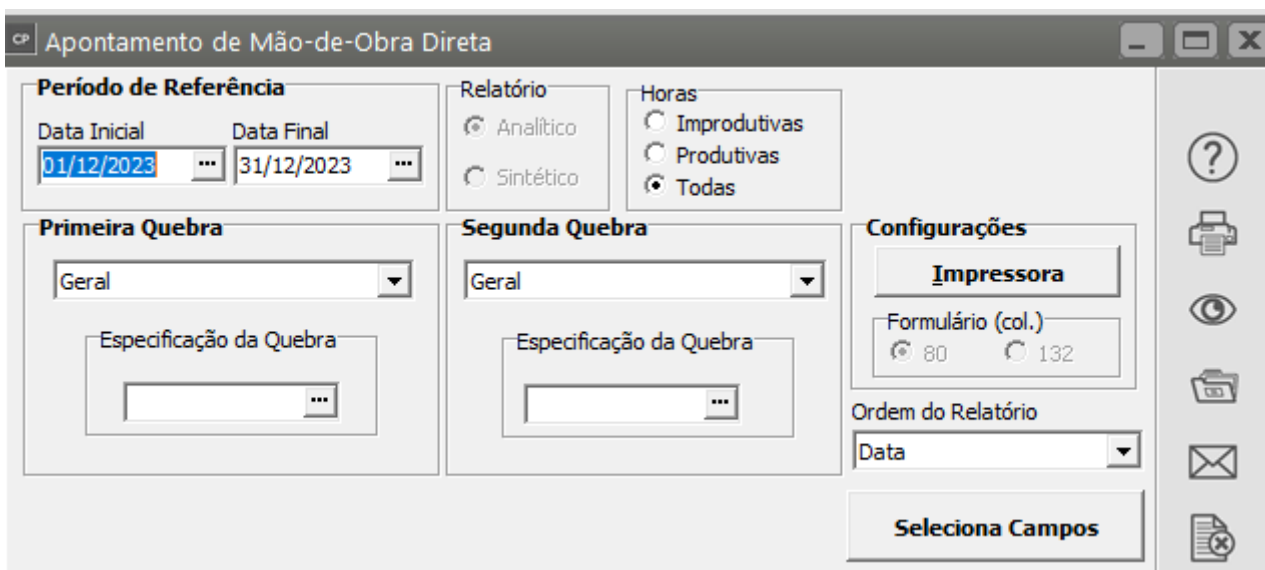 CP Apontamento de Mão-de-Obra Direta
Período de Referência
Data Inicial Data Final
01/12/2023 ... 31/12/2023 ...
Relatório
Analítico
Sintético
Horas
Improdutivas
Produtivas
Todas
Primeira Quebra
Geral
Especificação da Quebra
...
Segunda Quebra
Geral
Especificação da Quebra
...
Configurações
Impressora
Formulário (col.)
80 132
Ordem do Relatório
Data
Seleciona Campos